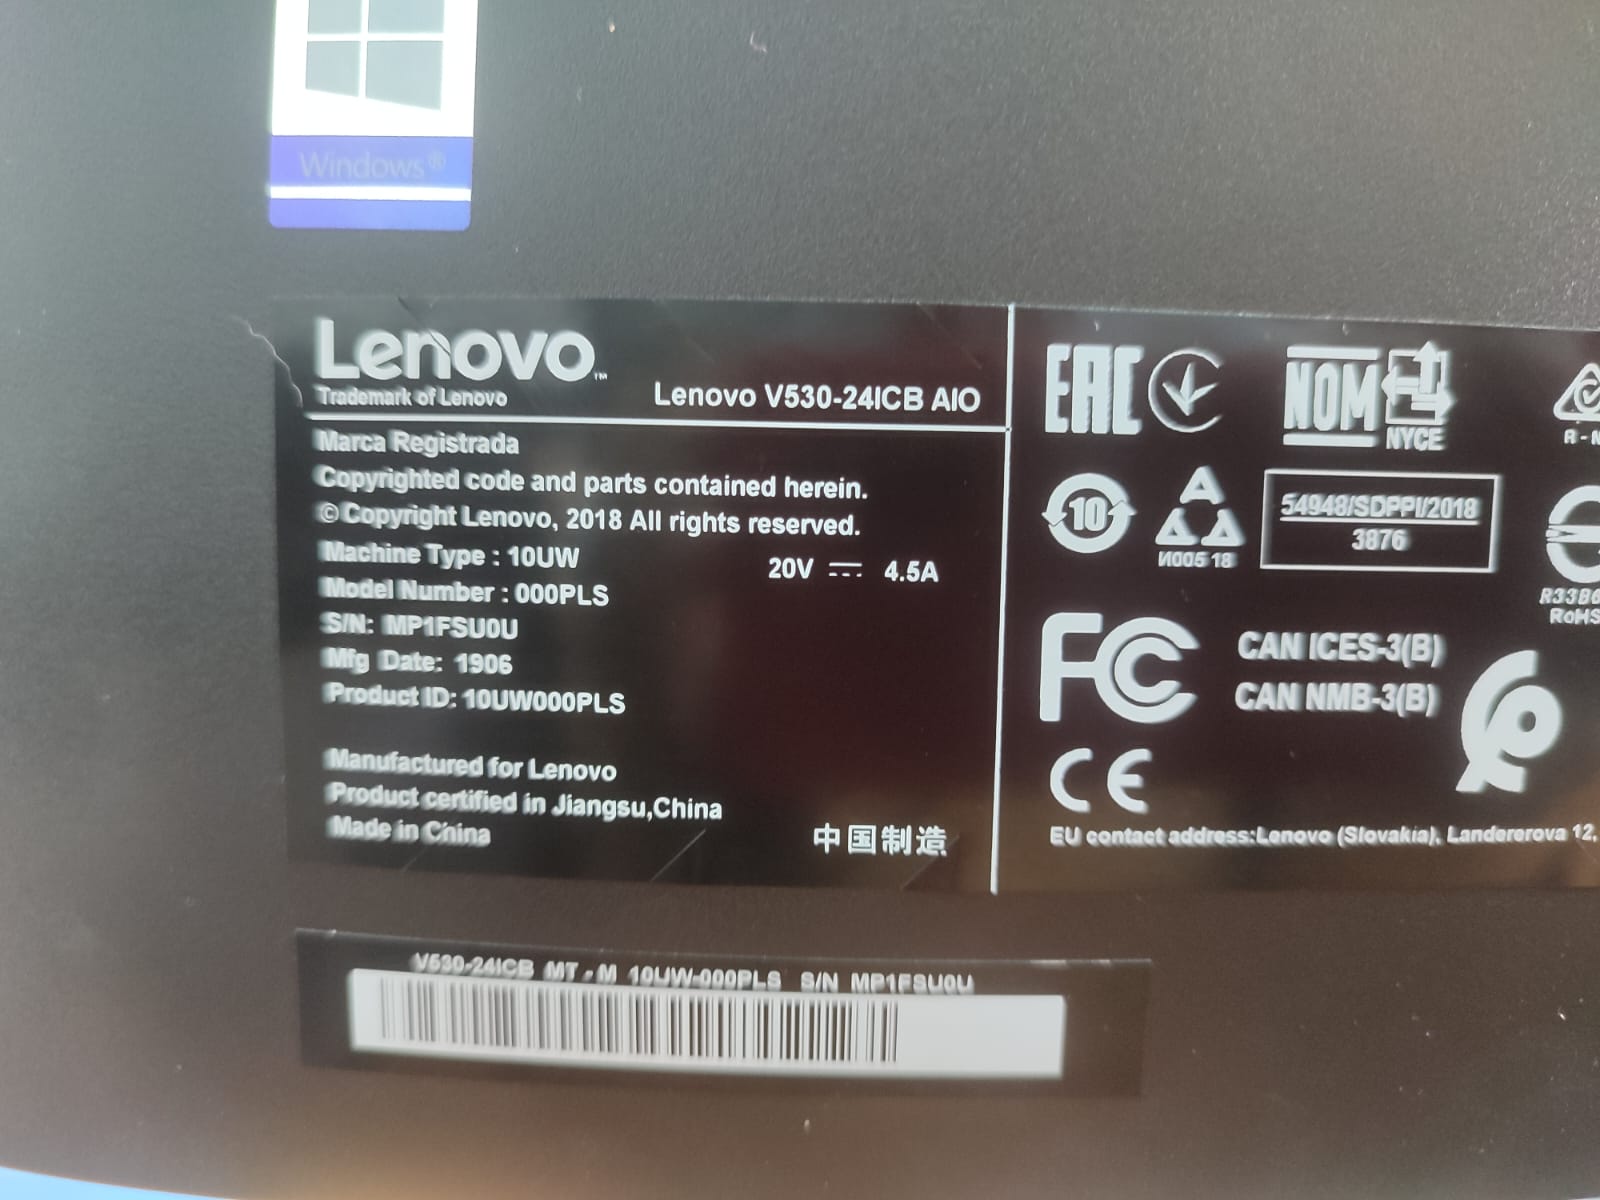 Windows®
Lenovo™
Trademark of Lenovo
Lenovo V530-24ICB AIO
Marca Registrada
Copyrighted code and parts contained herein.
© Copyright Lenovo, 2018 All rights reserved.
Machine Type : 10UW
20V 4.5A
Model Number : 000PLS
S/N: MP1FSU0U
Mfg Date: 1906
Product ID: 10UW000PLS
Manufactured for Lenovo
Product certified in Jiangsu,China
Made in China
中国制造
EAC
NOM
NYCE
10
И005 18
54948/SDPPI/2018
3876
RoHS
FC
CAN ICES-3(B)
CAN NMB-3(B)
CE
EU contact address:Lenovo (Slovakia), Landererova 12,
V530-24ICB MT - M 10UW-000PLS S/N MP1FSU0U